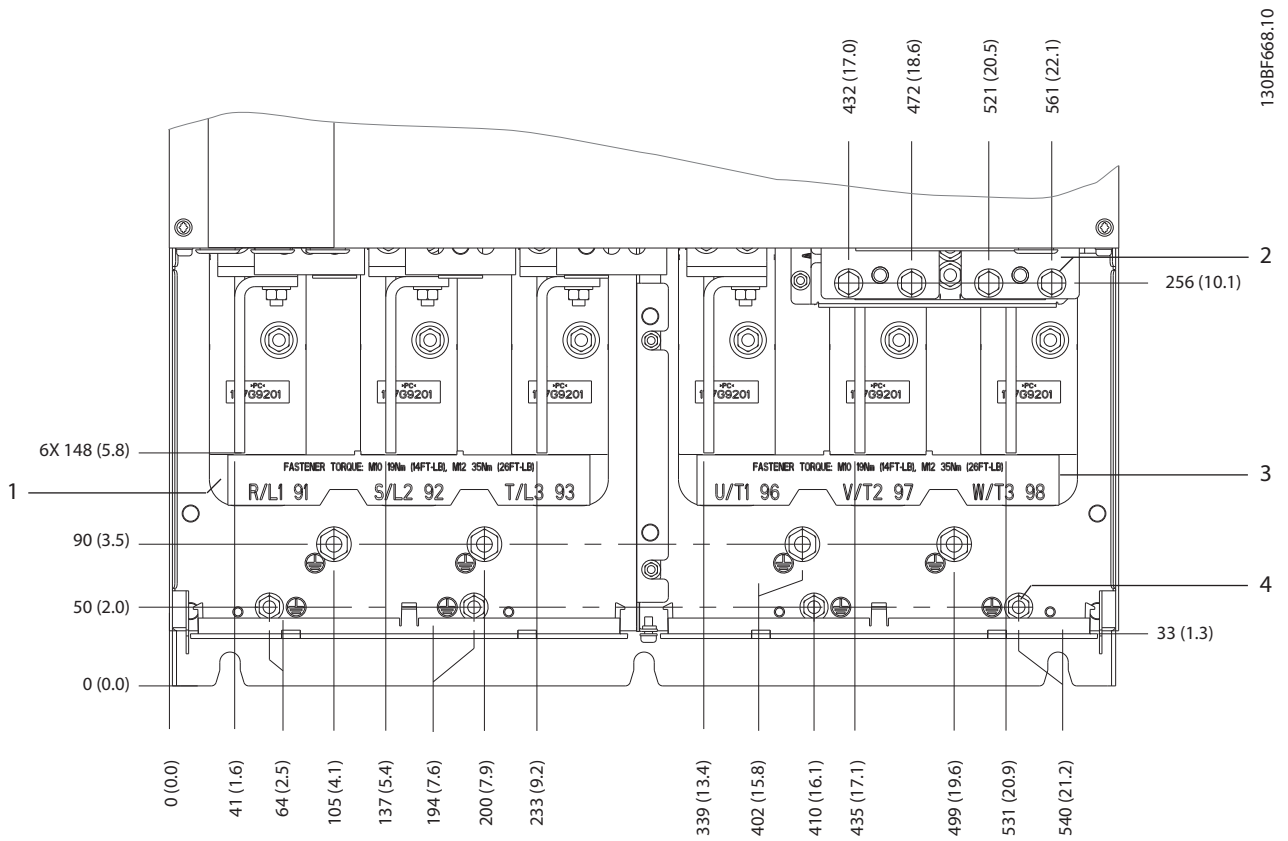 130BF668.10
432 (17.0)
472 (18.6)
521 (20.5)
561 (22.1)
2
256 (10.1)
»PC«
»PC«
»PC«
»PC«
»PC«
»PC«
6X 148 (5.8)
FASTENER TORQUE: M10 19Nm (14FT-LB), M12 35Nm (26FT-LB)
R/L1 91 S/L2 92 T/L3 93
FASTENER TORQUE: M10 19Nm (14FT-LB), M12 35Nm (26FT-LB)
U/T1 96 V/T2 97 W/T3 98
3
1
90 (3.5)
50 (2.0)
4
33 (1.3)
0 (0.0)
0 (0.0)
41 (1.6)
64 (2.5)
105 (4.1)
137 (5.4)
194 (7.6)
200 (7.9)
233 (9.2)
339 (13.4)
402 (15.8)
410 (16.1)
435 (17.1)
499 (19.6)
531 (20.9)
540 (21.2)